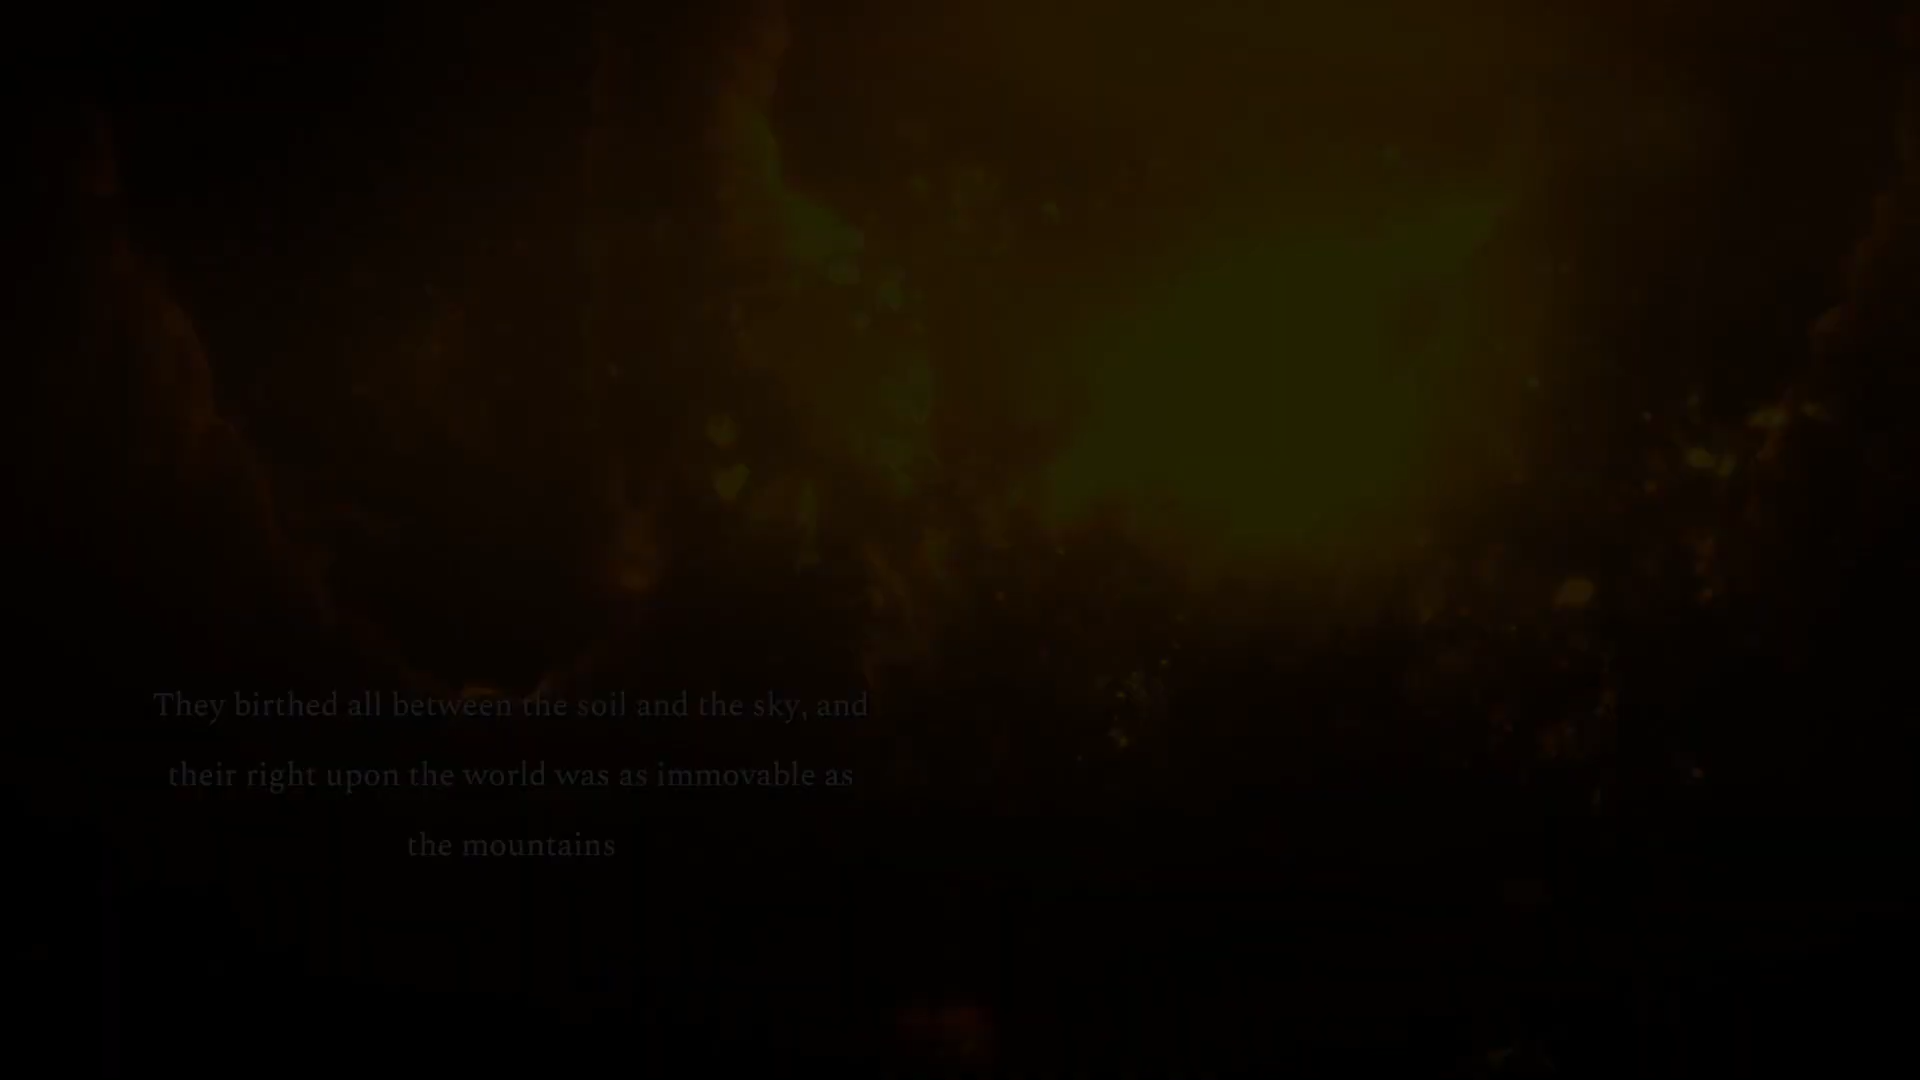 They birthed all between the soil and the sky, and
their right upon the world was as immovable as
the mountains